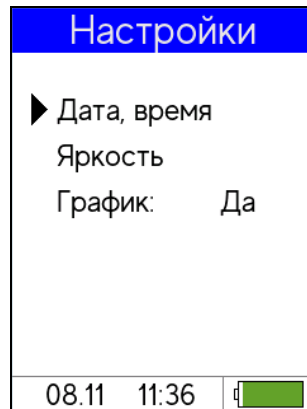 Настройки
Дата, время
Яркость
График: Да
08.11 11:36